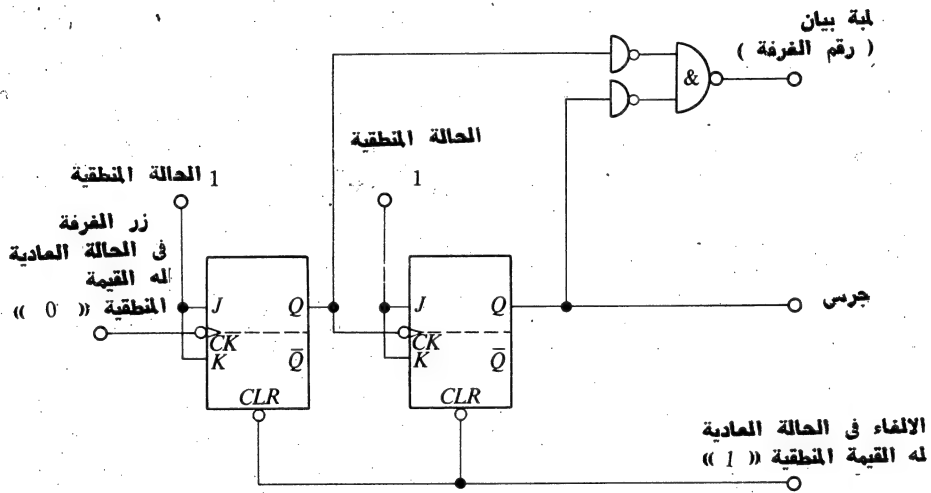 لمبة بيان
( رقم الغرفة )
&
الحالة المنطقية
1
الحالة المنطقية 1
زر الغرفة
فى الحالة العادية
له القيمة
المنطقية (( 0 ))
J
Q
CK
K
Q̅
CLR
J
Q
CK
K
Q̅
CLR
جرس
الالغاء فى الحالة العادية
له القيمة المنطقية (( 1 ))